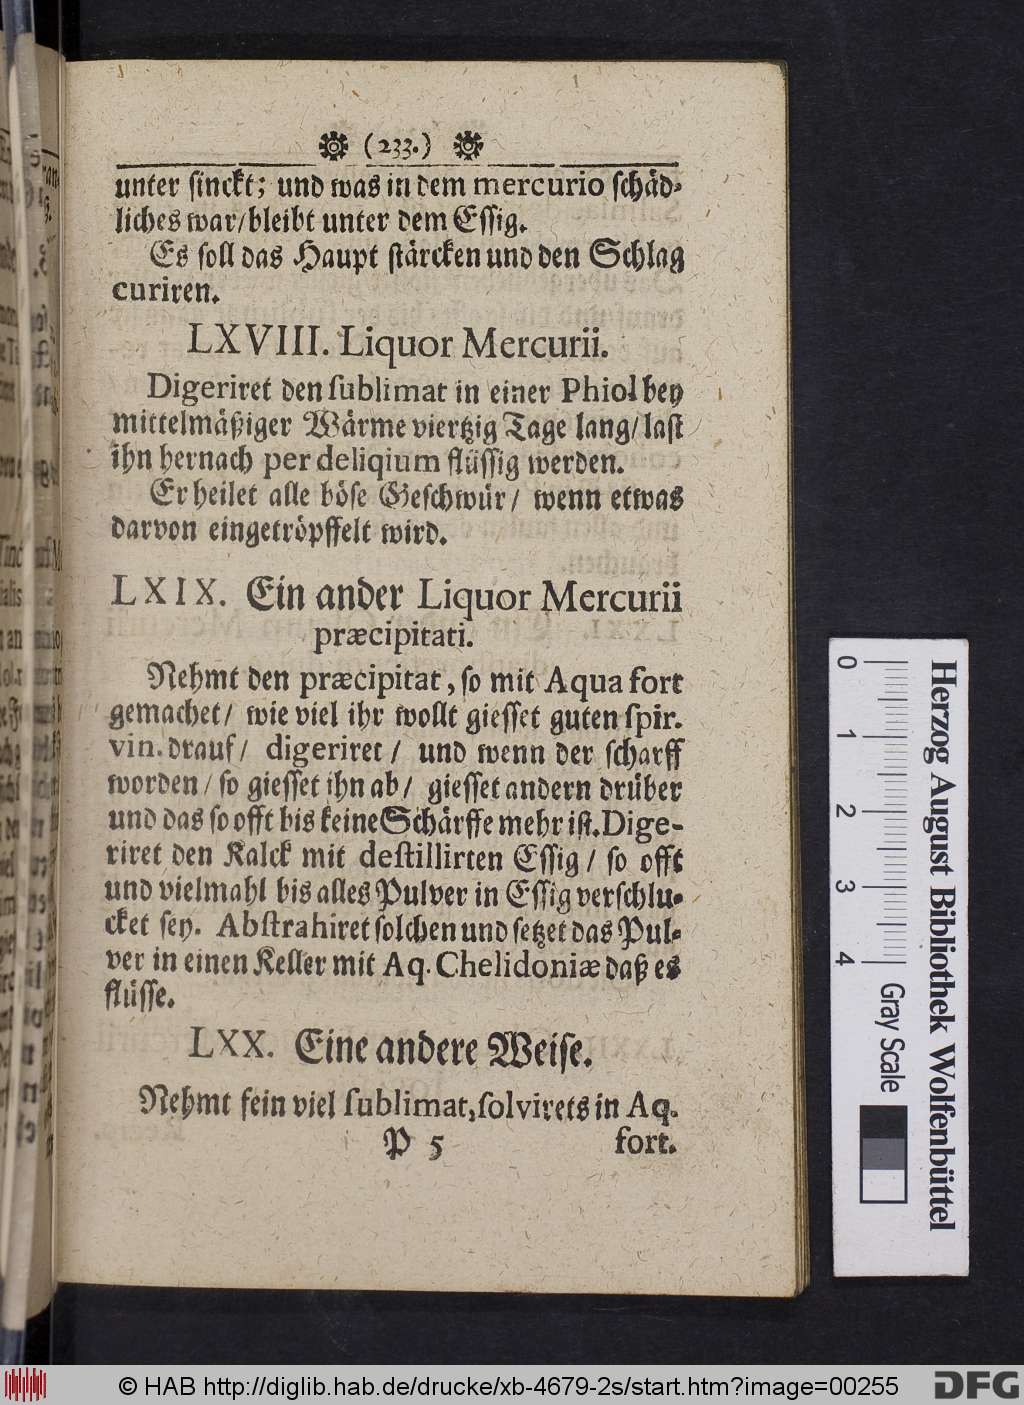 (233.)
unter sinckt; und was in dem mercurio schäd-
liches war/bleibt unter dem Essig.
Es soll das Haupt stärcken und den Schlag
curiren.
LXVIII. Liquor Mercurii.
Digeriret den sublimat in einer Phiol bey
mittelmäßiger Wärme viertzig Tage lang/ last
ihn hernach per deliqium flüssig werden.
Er heilet alle böse Geschwür/ wenn etwas
darvon eingetröpffelt wird.
LXIX. Ein ander Liquor Mercurii
præcipitati.
Nehmt den præcipitat, so mit Aqua fort
gemachet/ wie viel ihr wollt giesset guten spir.
vin. drauf/ digeriret/ und wenn der scharff
worden/ so giesset ihn ab/ giesset andern drüber
und das so offt bis keine Schärffe mehr ist. Dige-
riret den Kalck mit destillirten Essig/ so offt
und vielmahl bis alles Pulver in Essig verschlu-
cket sey. Abstrahiret solchen und setzet das Pul-
ver in einen Keller mit Aq. Chelidoniæ daß es
flüsse.
LXX. Eine andere Weise.
Nehmt fein viel sublimat, solvirets in Aq.
P 5 fort.
0 1 2 3 4
Gray Scale
Herzog August Bibliothek Wolfenbüttel
© HAB http://diglib.hab.de/drucke/xb-4679-2s/start.htm?image=00255
DFG